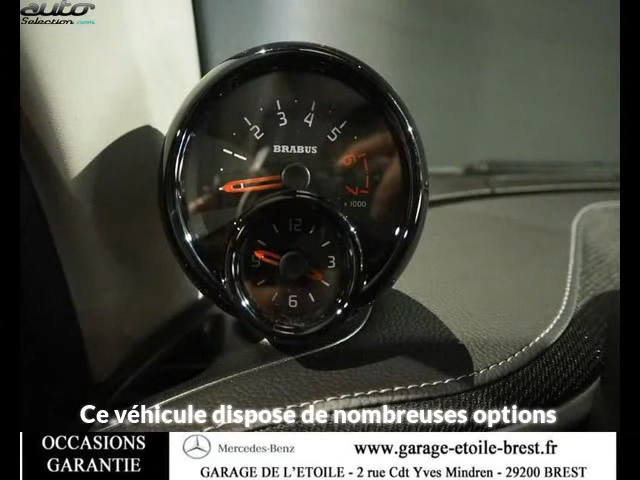 auto
Selection.com
2 3 4 5 6 7
BRABUS
x 1000
12
9 3
6
Ce véhicule dispose de nombreuses options
OCCASIONS
GARANTIE
Mercedes-Benz
www.garage-etoile-brest.fr
GARAGE DE L'ETOILE - 2 rue Cdt Yves Mindren - 29200 BREST